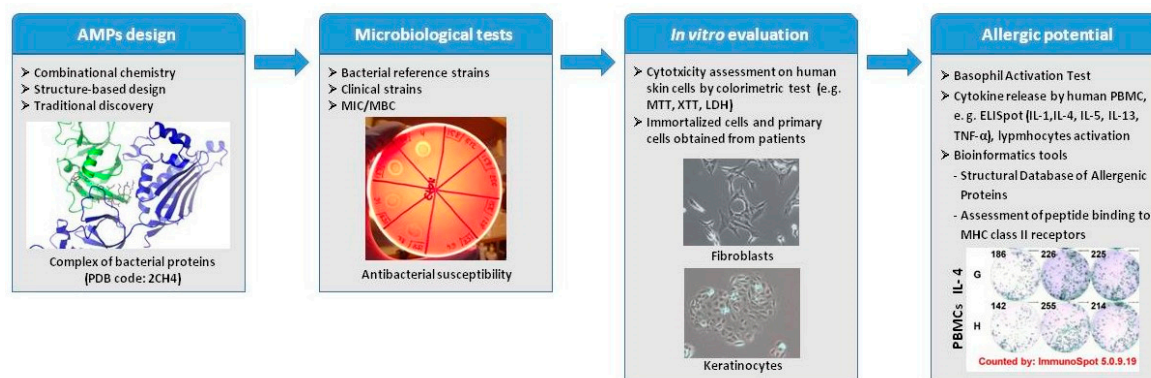 AMPs design
➢ Combinational chemistry
➢ Structure-based design
➢ Traditional discovery
Complex of bacterial proteins
(PDB code: 2CH4)
Microbiological tests
➢ Bacterial reference strains
➢ Clinical strains
➢ MIC/MBC
Antibacterial susceptibility
In vitro evaluation
➢ Cytotxicity assessment on human
skin cells by colorimetric test (e.g.
MTT, XTT, LDH)
➢ Immortalized cells and primary
cells obtained from patients
Fibroblasts
Keratinocytes
Allergic potential
➢ Basophil Activation Test
➢ Cytokine release by human PBMC,
e. g. ELISpot (IL-1,IL-4, IL-5, IL-13,
TNF-α), lypmhocytes activation
➢ Bioinformatics tools
- Structural Database of Allergenic
Proteins
- Assessment of peptide binding to
MHC class II receptors
PBMCs IL-4
G 186 226 225
H 142 255 214
Counted by: ImmunoSpot 5.0.9.19